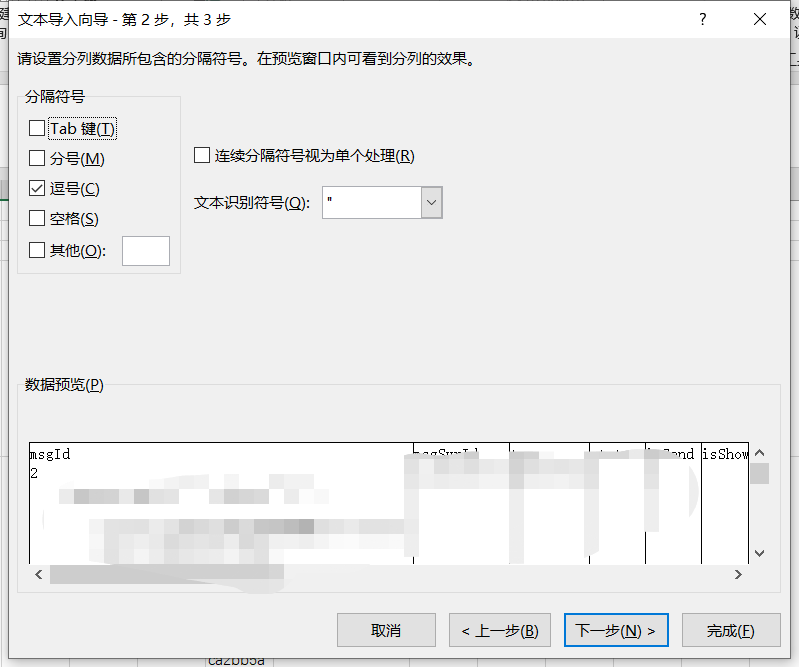 文本导入向导 - 第 2 步，共 3 步
?
请设置分列数据所包含的分隔符号。在预览窗口内可看到分列的效果。
分隔符号
Tab 键(T)
分号(M)
逗号(C)
空格(S)
其他(O):
连续分隔符号视为单个处理(R)
文本识别符号(Q): "
数据预览(P)
msgId isShow
2
取消
< 上一步(B)
下一步(N) >
完成(F)
ca2bb5a